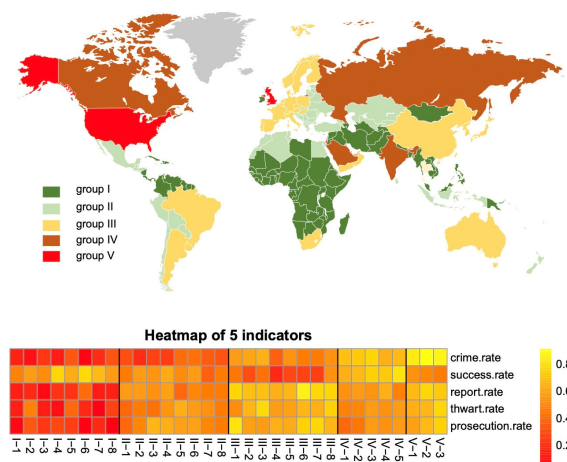 group I
group II
group III
group IV
group V
Heatmap of 5 indicators
crime.rate
success.rate
report.rate
thwart.rate
prosecution.rate
0.8
0.6
0.4
0.2
I-1
I-2
I-3
I-4
I-5
I-6
I-7
I-8
II-1
II-2
II-3
II-4
II-5
II-6
II-7
II-8
III-1
III-2
III-3
III-4
III-5
III-6
III-7
III-8
IV-1
IV-2
IV-3
IV-4
IV-5
V-1
V-2
V-3